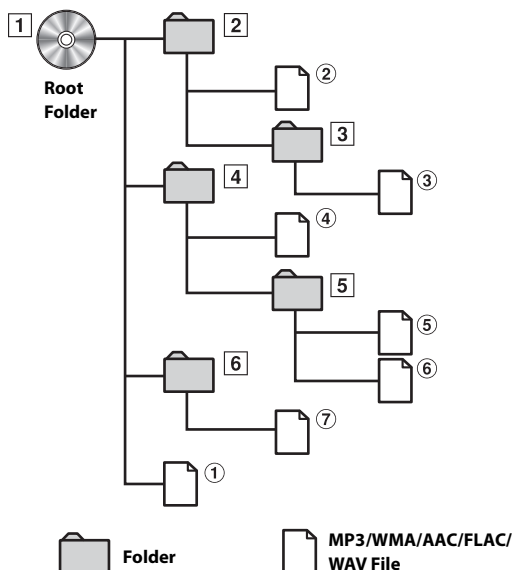 1
2
Root
Folder
②
3
③
4
④
5
⑤
⑥
6
⑦
①
Folder
MP3/WMA/AAC/FLAC/
WAV File